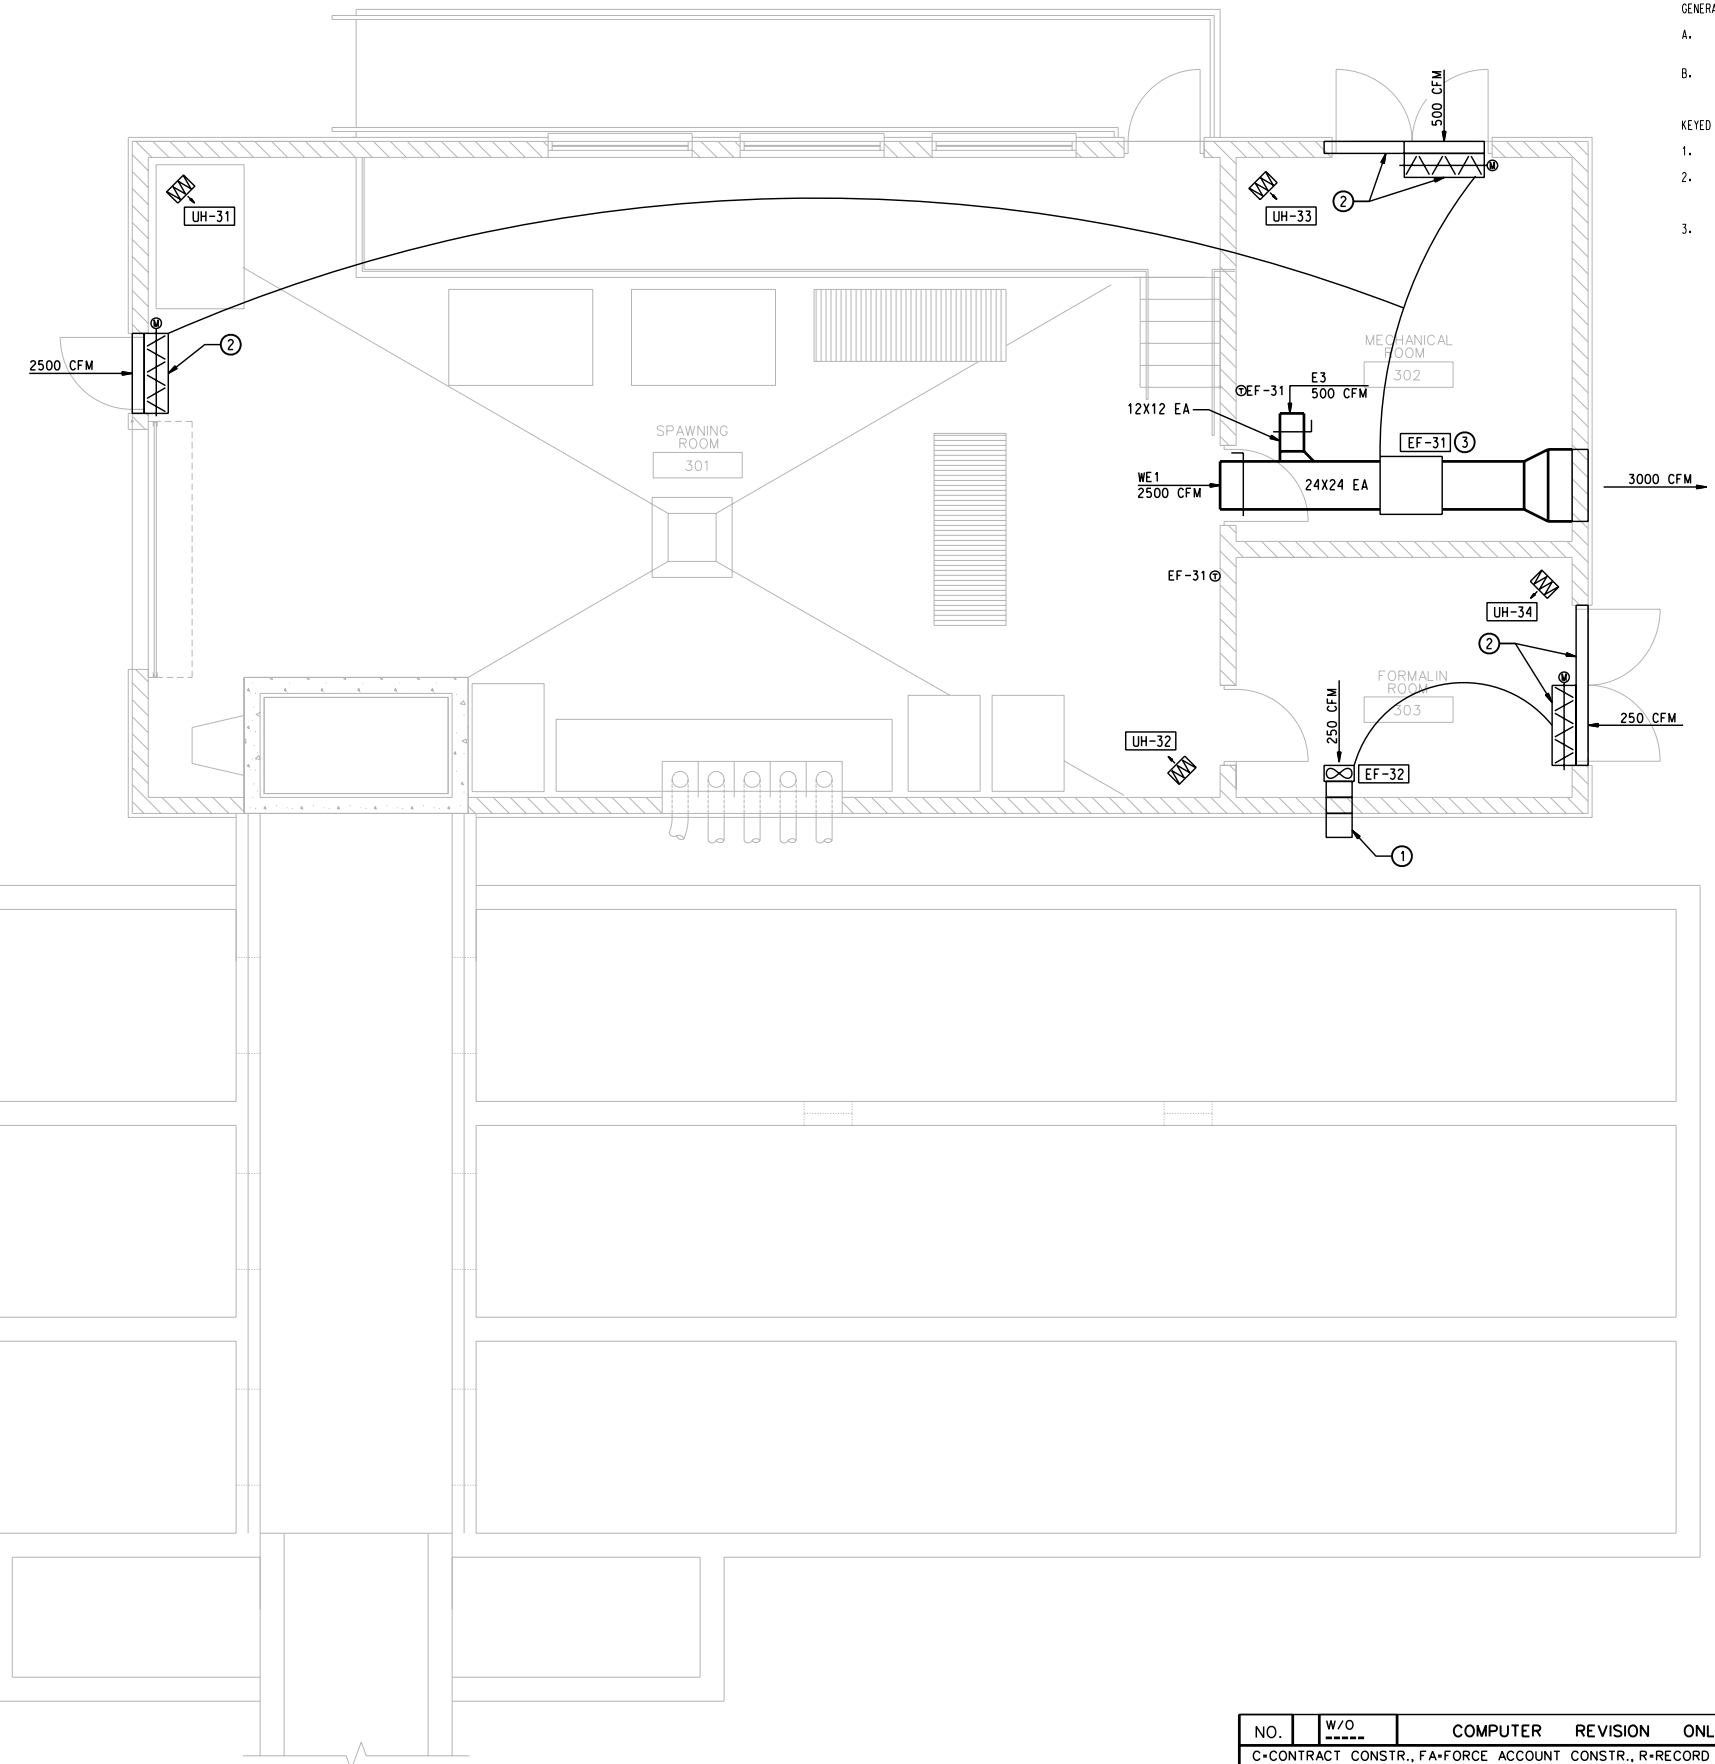 GENERA
A.
B.
KEYED
1.
2.
3.
500 CFM
M
UH-31
UH-33
2
M
2
2500 CFM
MECHANICAL
ROOM
302
E3
500 CFM
T EF-31
12X12 EA
SPAWNING
ROOM
301
EF-31 3
WE1
2500 CFM
24X24 EA
3000 CFM
EF-31 T
UH-34
2
M
FORMALIN
ROOM
303
250 CFM
250 CFM
UH-32
EF-32
1
NO. W/O COMPUTER REVISION ONL
C=CONTRACT CONSTR., FA=FORCE ACCOUNT CONSTR., R=RECORD